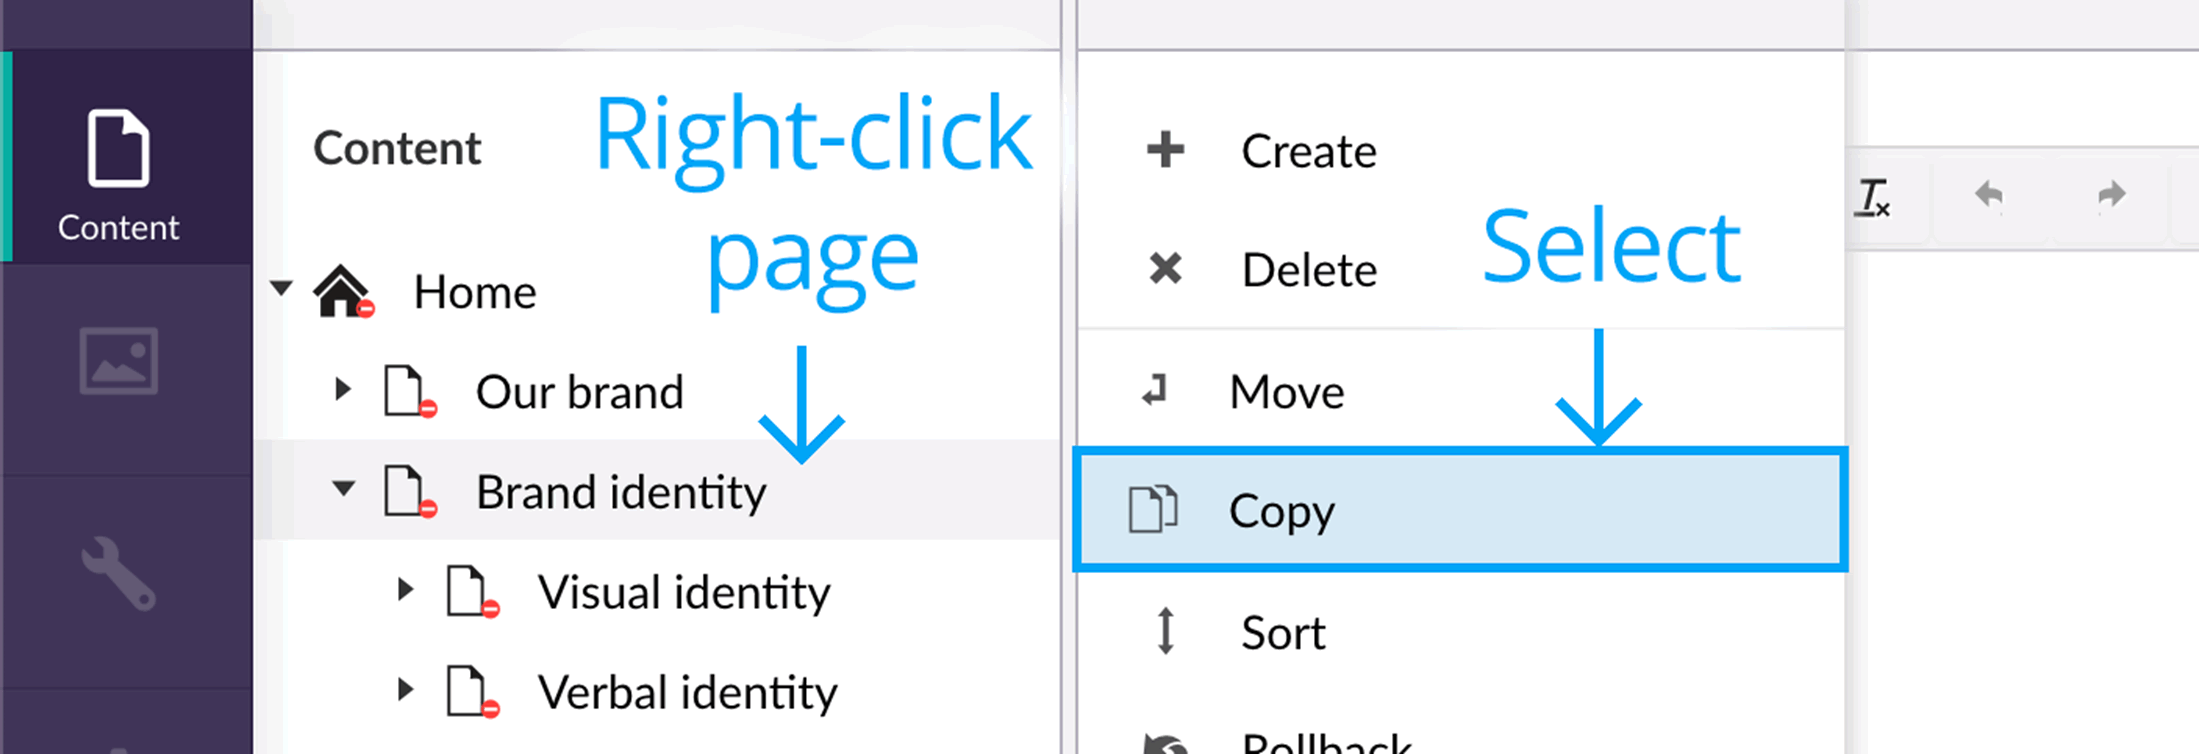 Content
Content
Right-click
page
Home
Our brand
Brand identity
Visual identity
Verbal identity
Create
Delete
Select
Move
Copy
Sort
Rollback